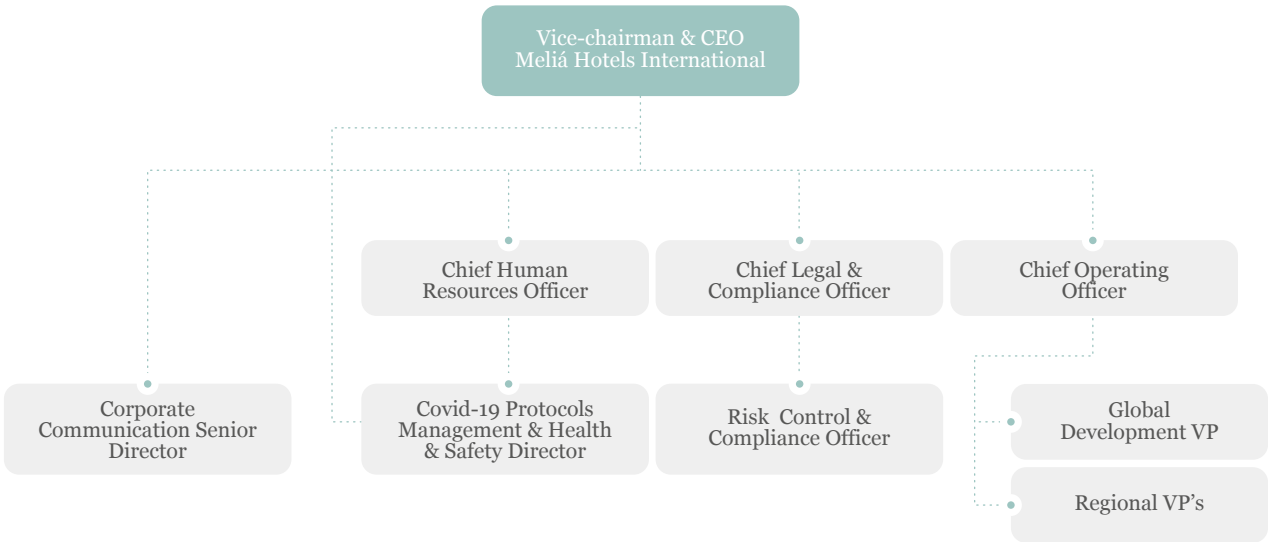 Vice-chairman & CEO
Meliá Hotels International
Chief Human
Resources Officer
Chief Legal &
Compliance Officer
Chief Operating
Officer
Corporate
Communication Senior
Director
Covid-19 Protocols
Management & Health
& Safety Director
Risk Control &
Compliance Officer
Global
Development VP
Regional VP's